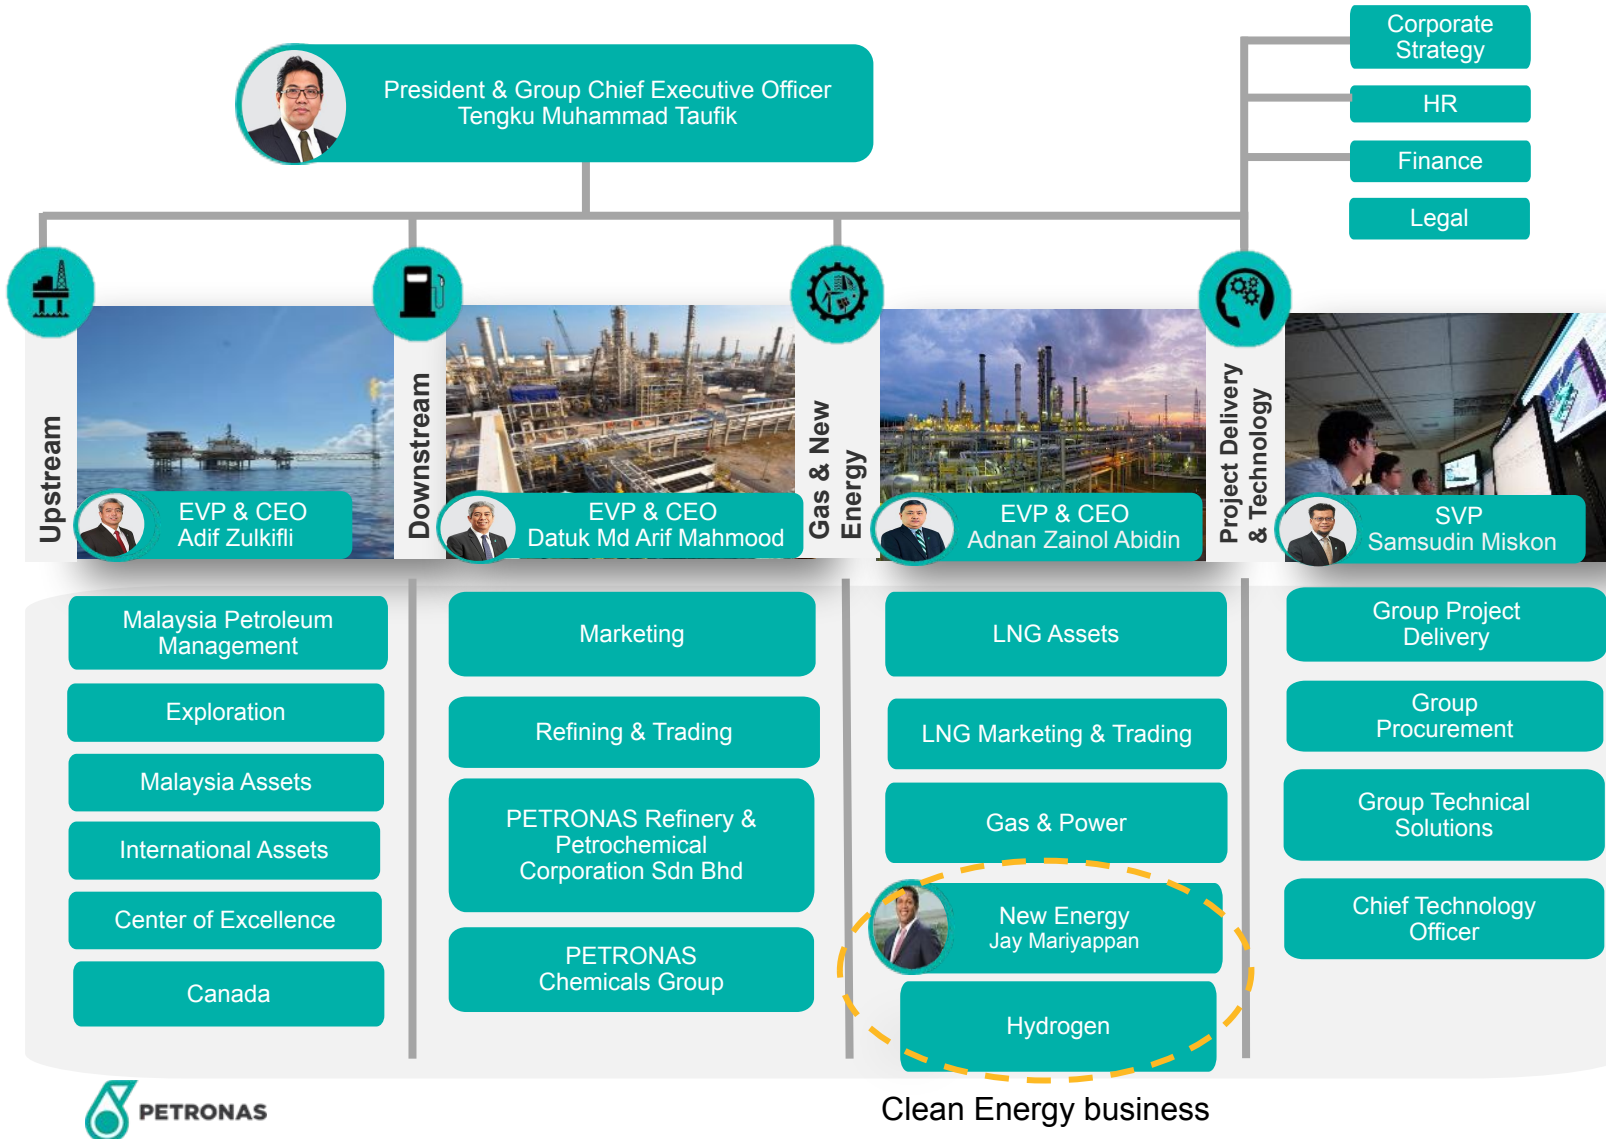 Corporate
Strategy
HR
Finance
Legal
President & Group Chief Executive Officer
Tengku Muhammad Taufik
Upstream
EVP & CEO
Adif Zulkifli
Malaysia Petroleum
Management
Exploration
Malaysia Assets
International Assets
Center of Excellence
Canada
Downstream
EVP & CEO
Datuk Md Arif Mahmood
Marketing
Refining & Trading
PETRONAS Refinery &
Petrochemical
Corporation Sdn Bhd
PETRONAS
Chemicals Group
Gas & New
Energy
EVP & CEO
Adnan Zainol Abidin
LNG Assets
LNG Marketing & Trading
Gas & Power
New Energy
Jay Mariyappan
Hydrogen
Project Delivery
& Technology
SVP
Samsudin Miskon
Group Project
Delivery
Group
Procurement
Group Technical
Solutions
Chief Technology
Officer
PETRONAS
Clean Energy business